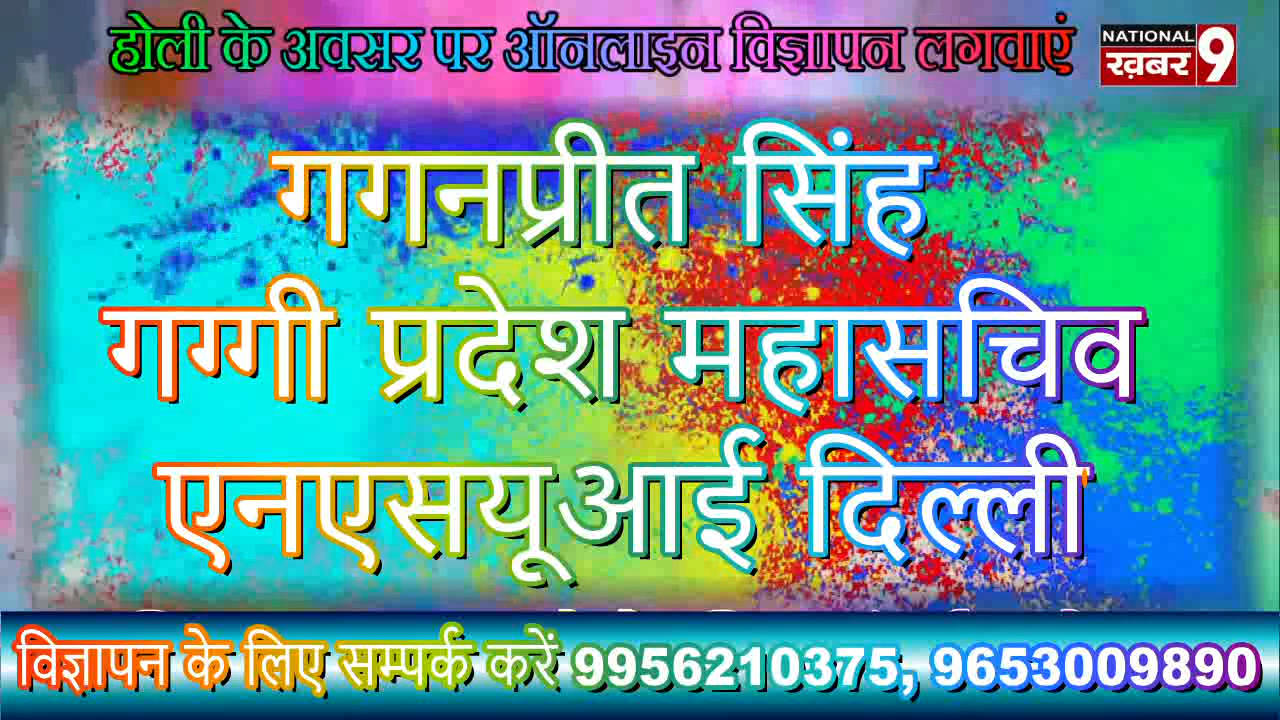 होली के अवसर पर ऑनलाइन विज्ञापन लगवाएं
NATIONAL
ख़बर 9
गगनप्रीत सिंह
गग्गी प्रदेश महासचिव
एनएसयूआई दिल्ली
विज्ञापन के लिए सम्पर्क करें 9956210375, 9653009890